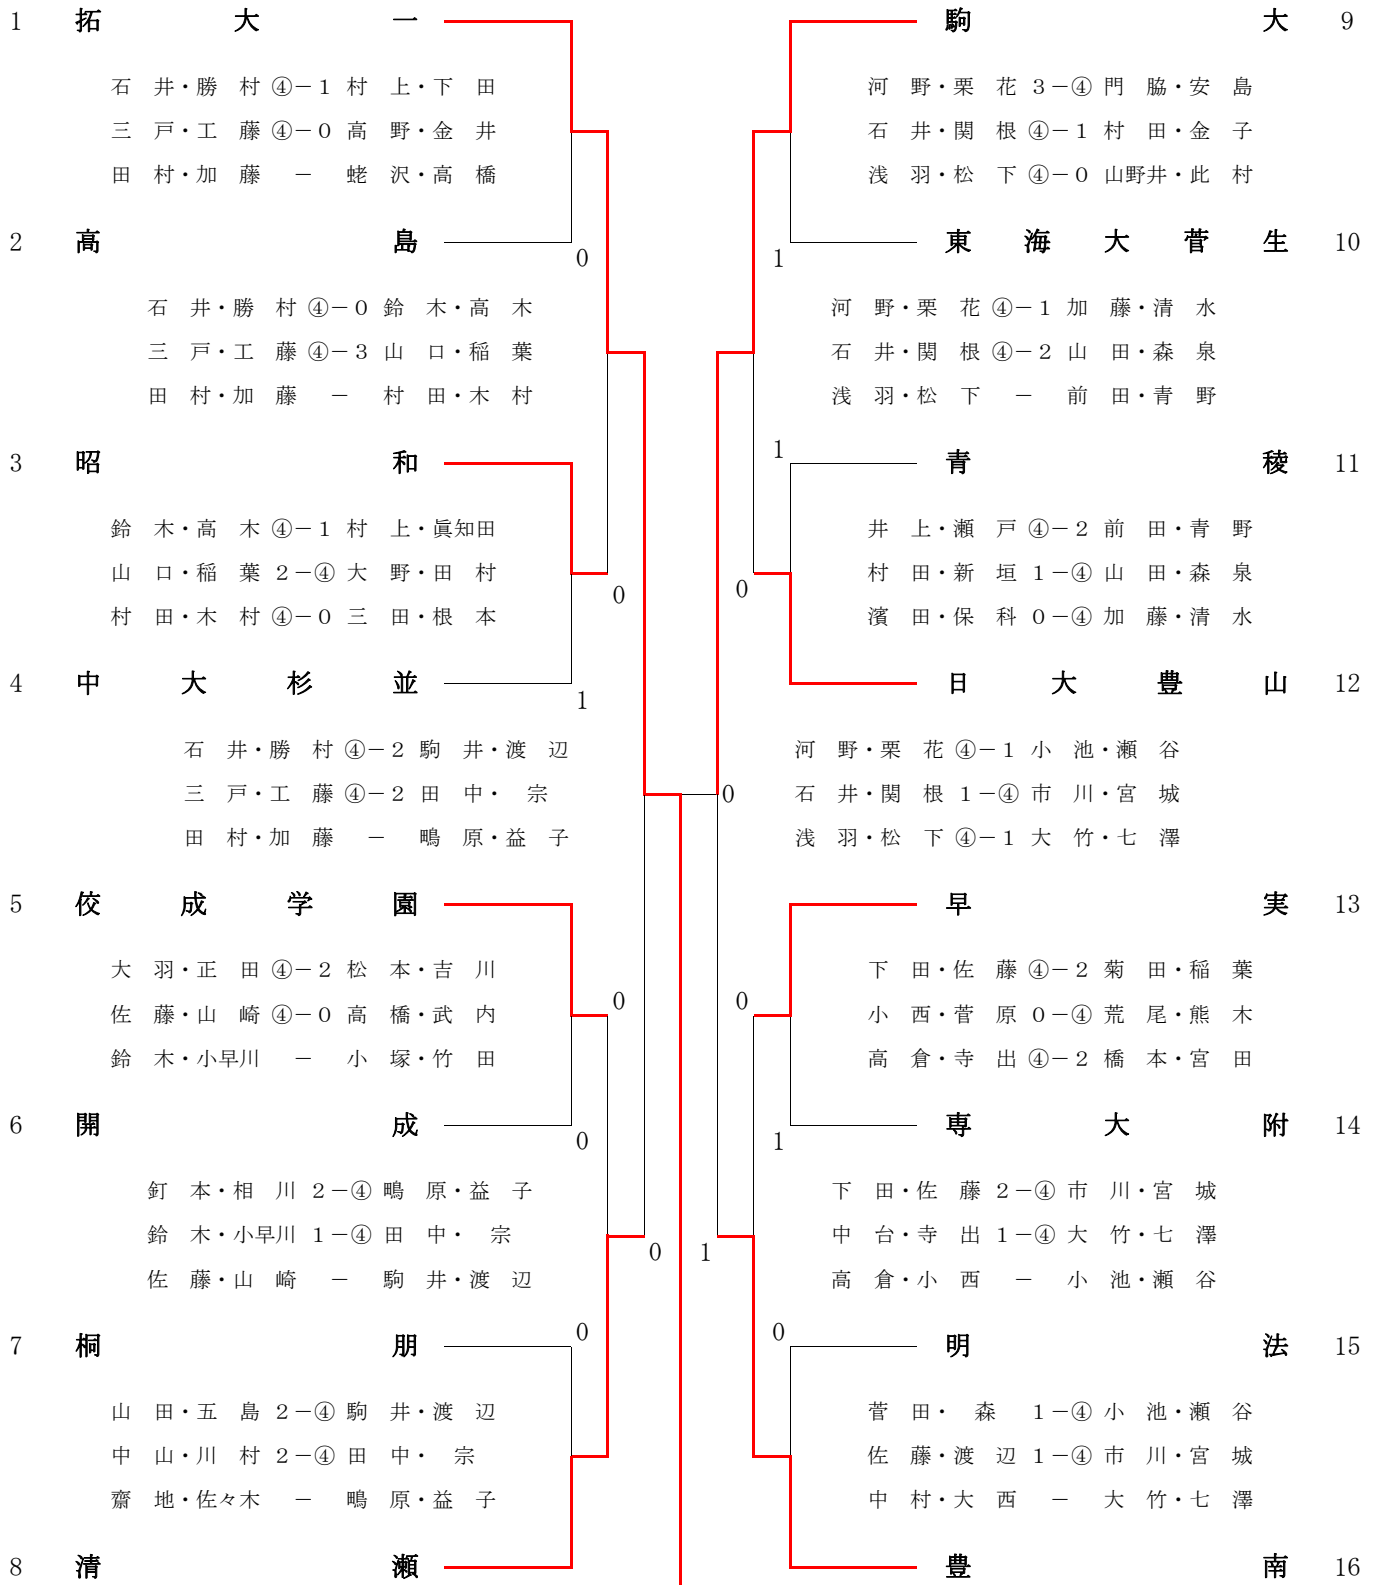 1 拓大一
石井・勝村 ④－1 村上・下田
三戸・工藤 ④－0 高野・金井
田村・加藤 － 蛯沢・高橋
2 高島
0
石井・勝村 ④－0 鈴木・高木
三戸・工藤 ④－3 山口・稲葉
田村・加藤 － 村田・木村
3 昭和
鈴木・高木 ④－1 村上・眞知田
山口・稲葉 2－④ 大野・田村
村田・木村 ④－0 三田・根本
0
4 中大杉並
1
石井・勝村 ④－2 駒井・渡辺
三戸・工藤 ④－2 田中・宗
田村・加藤 － 鴫原・益子
5 佼成学園
大羽・正田 ④－2 松本・吉川
佐藤・山崎 ④－0 高橋・武内
鈴木・小早川 － 小塚・竹田
0
6 開成
0
釘本・相川 2－④ 鴫原・益子
鈴木・小早川 1－④ 田中・宗
佐藤・山崎 － 駒井・渡辺
0
7 桐朋
0
山田・五島 2－④ 駒井・渡辺
中山・川村 2－④ 田中・宗
齋地・佐々木 － 鴫原・益子
8 清瀬
駒大 9
河野・栗花 3－④ 門脇・安島
石井・関根 ④－1 村田・金子
浅羽・松下 ④－0 山野井・此村
東海大菅生 10
1
河野・栗花 ④－1 加藤・清水
石井・関根 ④－2 山田・森泉
浅羽・松下 － 前田・青野
1
青稜 11
井上・瀬戸 ④－2 前田・青野
村田・新垣 1－④ 山田・森泉
濱田・保科 0－④ 加藤・清水
0
日大豊山 12
河野・栗花 ④－1 小池・瀬谷
石井・関根 1－④ 市川・宮城
浅羽・松下 ④－1 大竹・七澤
0
早実 13
下田・佐藤 ④－2 菊田・稲葉
小西・菅原 0－④ 荒尾・熊木
高倉・寺出 ④－2 橋本・宮田
0
専大附 14
1
下田・佐藤 2－④ 市川・宮城
中台・寺出 1－④ 大竹・七澤
高倉・小西 － 小池・瀬谷
1
0
明法 15
菅田・森 1－④ 小池・瀬谷
佐藤・渡辺 1－④ 市川・宮城
中村・大西 － 大竹・七澤
豊南 16